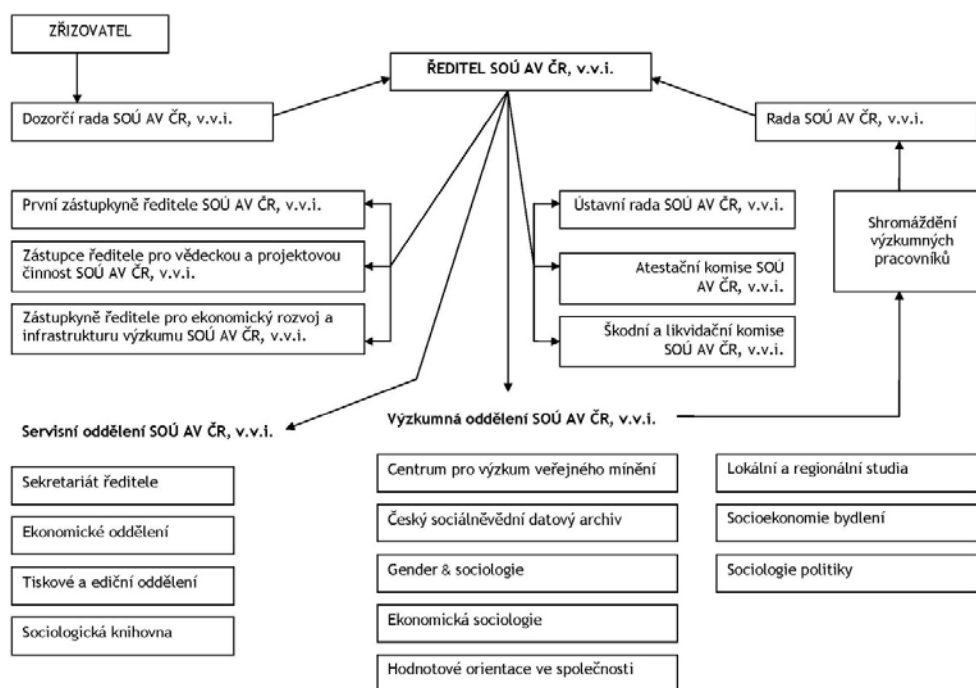 ZŘIZOVATEL
ŘEDITEL SOÚ AV ČR, v.v.i.
Dozorčí rada SOÚ AV ČR, v.v.i.
Rada SOÚ AV ČR, v.v.i.
První zástupkyně ředitele SOÚ AV ČR, v.v.i.
Zástupce ředitele pro vědeckou a projektovou
činnost SOÚ AV ČR, v.v.i.
Zástupkyně ředitele pro ekonomický rozvoj a
infrastrukturu výzkumu SOÚ AV ČR, v.v.i.
Ústavní rada SOÚ AV ČR, v.v.i.
Atestační komise SOÚ
AV ČR, v.v.i.
Škodní a likvidační komise
SOÚ AV ČR, v.v.i.
Shromáždění
výzkumných
pracovníků
Servisní oddělení SOÚ AV ČR, v.v.i.
Sekretariát ředitele
Ekonomické oddělení
Tiskové a ediční oddělení
Sociologická knihovna
Výzkumná oddělení SOÚ AV ČR, v.v.i.
Centrum pro výzkum veřejného mínění
Český sociálněvědní datový archiv
Gender & sociologie
Ekonomická sociologie
Hodnotové orientace ve společnosti
Lokální a regionální studia
Socioekonomie bydlení
Sociologie politiky